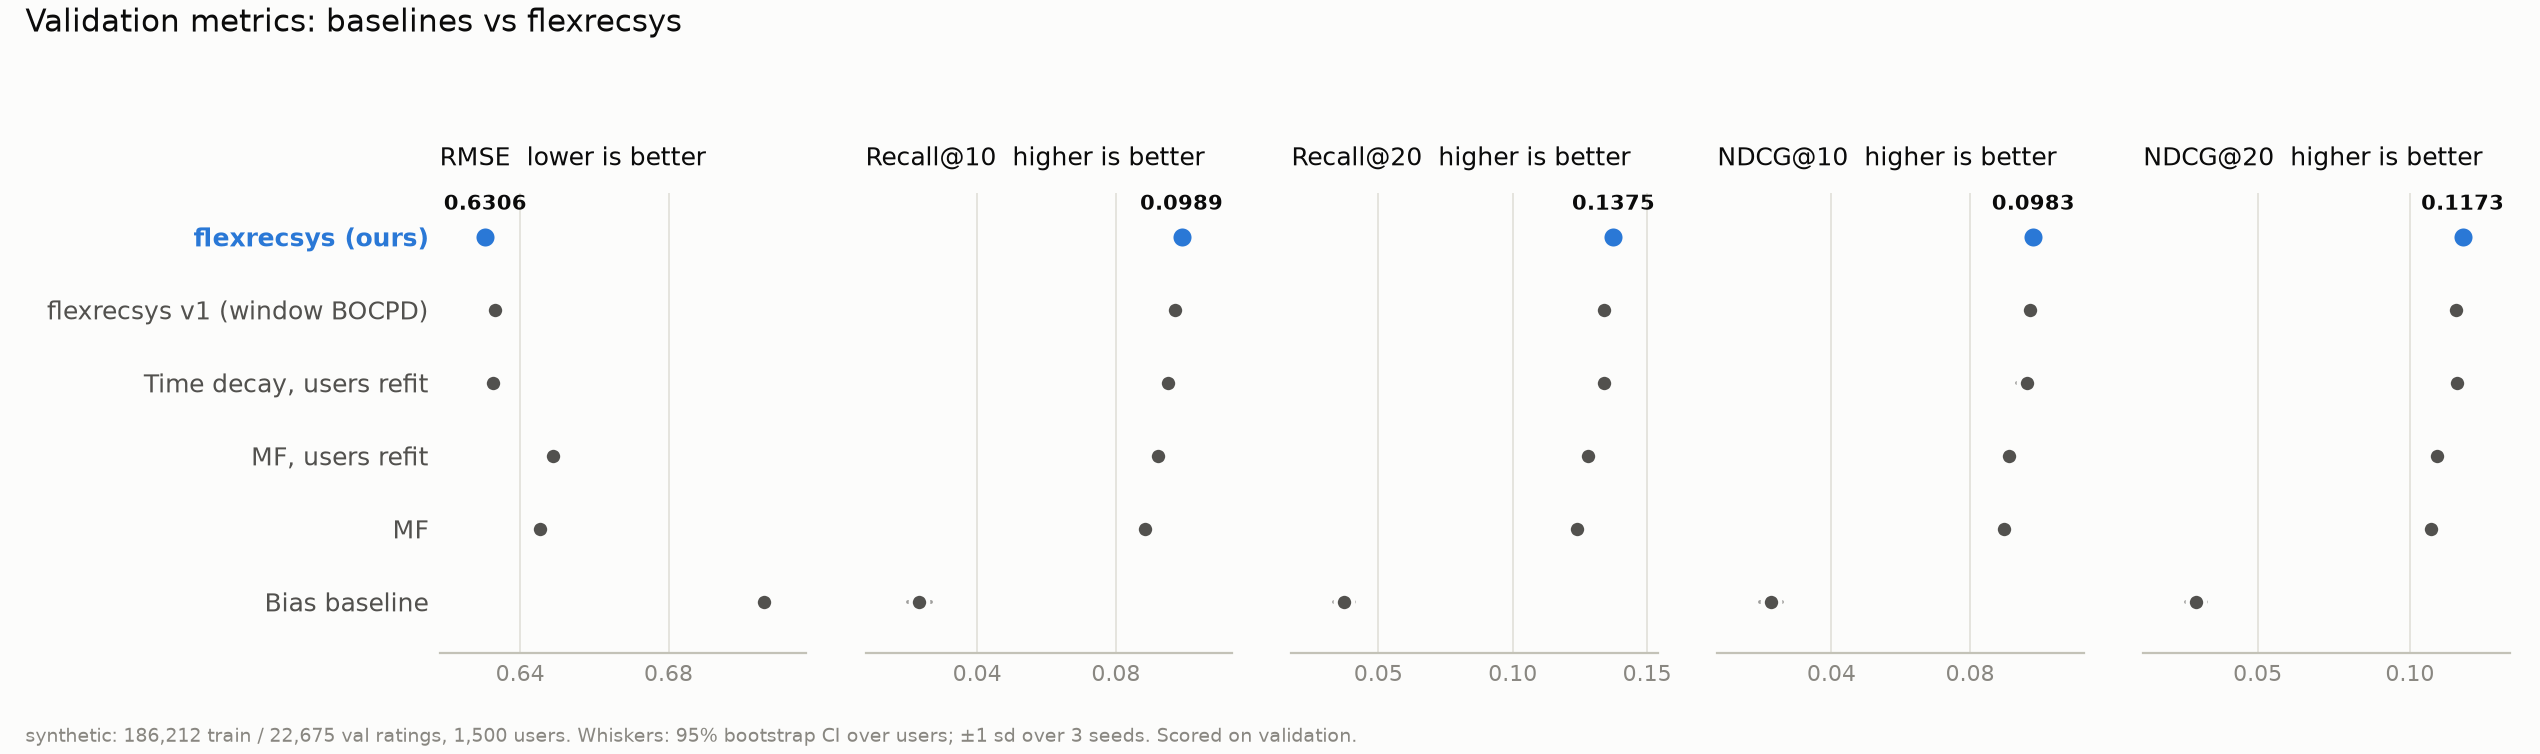 Validation metrics: baselines vs flexrecsys
RMSE  lower is better
Recall@10  higher is better
Recall@20  higher is better
NDCG@10  higher is better
NDCG@20  higher is better
0.6306
0.0989
0.1375
0.0983
0.1173
flexrecsys (ours)
flexrecsys v1 (window BOCPD)
Time decay, users refit
MF, users refit
MF
Bias baseline
0.64 0.68
0.04 0.08
0.05 0.10 0.15
0.04 0.08
0.05 0.10
synthetic: 186,212 train / 22,675 val ratings, 1,500 users. Whiskers: 95% bootstrap CI over users; ±1 sd over 3 seeds. Scored on validation.